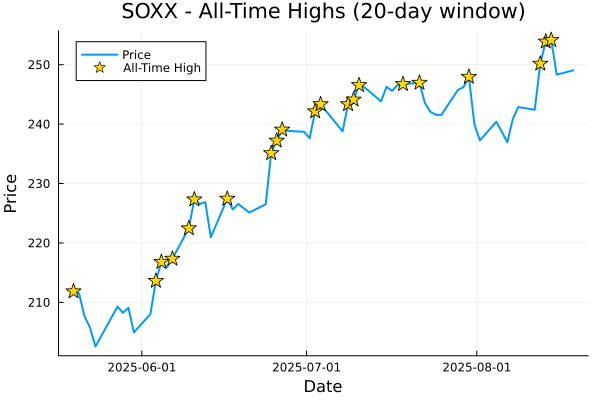 SOXX - All-Time Highs (20-day window)
Price
All-Time High
Price
250
240
230
220
210
2025-06-01
2025-07-01
2025-08-01
Date